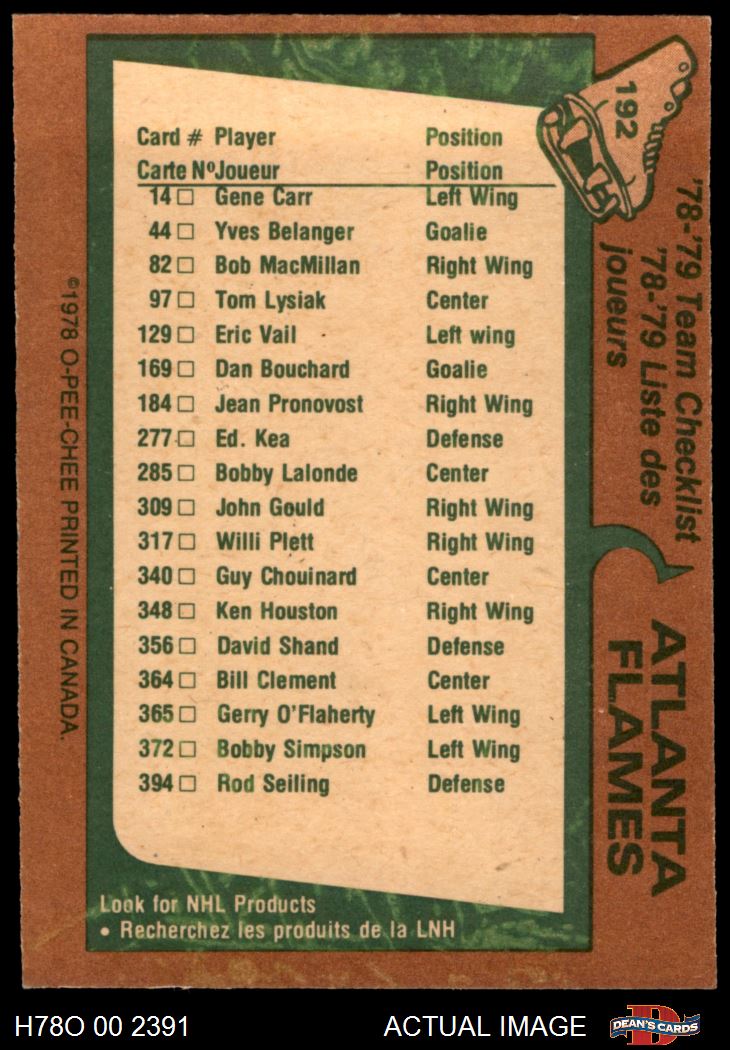 192
'78-'79 Team Checklist
'78-'79 Liste des
joueurs
ATLANTA
FLAMES
Card # Player Position
Carte Nº Joueur Position
14 □ Gene Carr Left Wing
44 □ Yves Belanger Goalie
82 □ Bob MacMillan Right Wing
97 □ Tom Lysiak Center
129 □ Eric Vail Left wing
169 □ Dan Bouchard Goalie
184 □ Jean Pronovost Right Wing
277 □ Ed. Kea Defense
285 □ Bobby Lalonde Center
309 □ John Gould Right Wing
317 □ Willi Plett Right Wing
340 □ Guy Chouinard Center
348 □ Ken Houston Right Wing
356 □ David Shand Defense
364 □ Bill Clement Center
365 □ Gerry O'Flaherty Left Wing
372 □ Bobby Simpson Left Wing
394 □ Rod Seiling Defense
Look for NHL Products
• Recherchez les produits de la LNH
©1978 O-PEE-CHEE PRINTED IN CANADA.
H78O 00 2391 ACTUAL IMAGE
D
DEAN'S CARDS